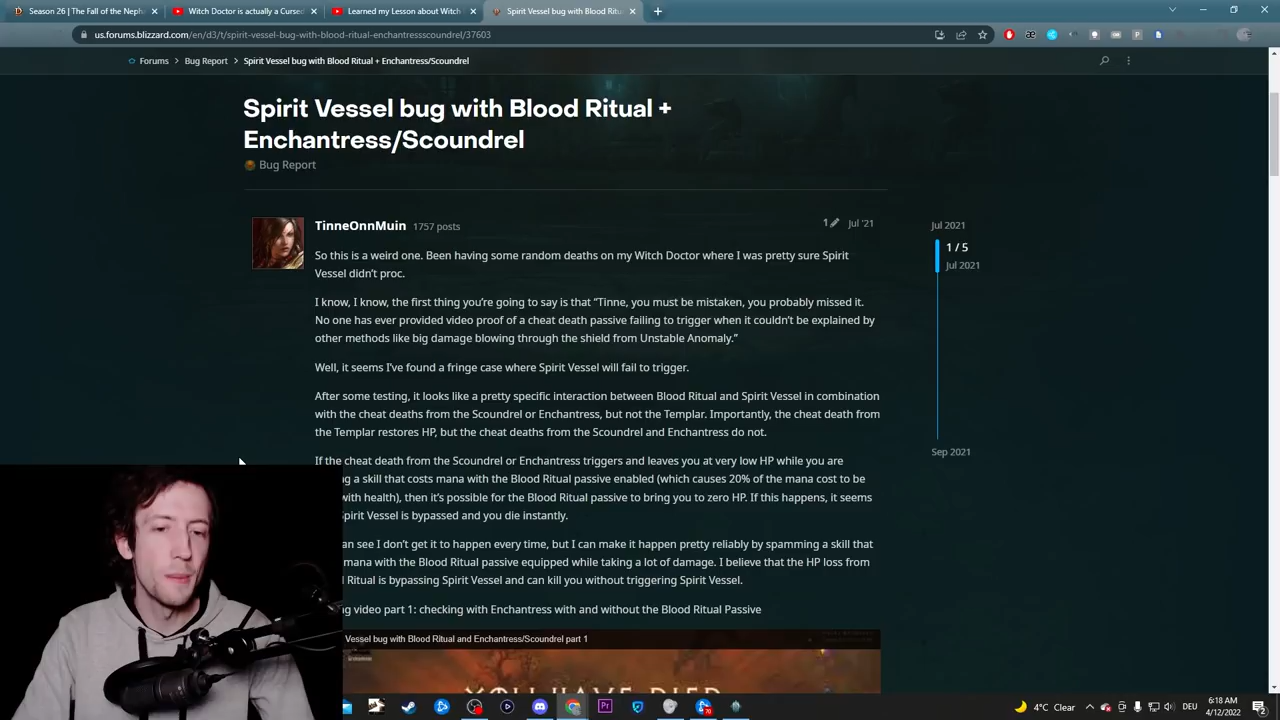 Season 26 | The Fall of the Neph
Witch Doctor is actually a Cursed
Learned my Lesson about Witch
Spirit Vessel bug with Blood Ritu
us.forums.blizzard.com/en/d3/t/spirit-vessel-bug-with-blood-ritual-enchantressscoundrel/37603
Forums > Bug Report > Spirit Vessel bug with Blood Ritual + Enchantress/Scoundrel
Spirit Vessel bug with Blood Ritual +
Enchantress/Scoundrel
Bug Report
TinneOnnMuin 1757 posts
1 Jul '21
So this is a weird one. Been having some random deaths on my Witch Doctor where I was pretty sure Spirit
Vessel didn't proc.
I know, I know, the first thing you're going to say is that "Tinne, you must be mistaken, you probably missed it.
No one has ever provided video proof of a cheat death passive failing to trigger when it couldn't be explained by
other methods like big damage blowing through the shield from Unstable Anomaly."
Well, it seems I've found a fringe case where Spirit Vessel will fail to trigger.
After some testing, it looks like a pretty specific interaction between Blood Ritual and Spirit Vessel in combination
with the cheat deaths from the Scoundrel or Enchantress, but not the Templar. Importantly, the cheat death from
the Templar restores HP, but the cheat deaths from the Scoundrel and Enchantress do not.
If the cheat death from the Scoundrel or Enchantress triggers and leaves you at very low HP while you are
g a skill that costs mana with the Blood Ritual passive enabled (which causes 20% of the mana cost to be
with health), then it's possible for the Blood Ritual passive to bring you to zero HP. If this happens, it seems
Spirit Vessel is bypassed and you die instantly.
an see I don't get it to happen every time, but I can make it happen pretty reliably by spamming a skill that
mana with the Blood Ritual passive equipped while taking a lot of damage. I believe that the HP loss from
Ritual is bypassing Spirit Vessel and can kill you without triggering Spirit Vessel.
g video part 1: checking with Enchantress with and without the Blood Ritual Passive
Vessel bug with Blood Ritual and Enchantress/Scoundrel part 1
YOU HAVE DIED
Jul 2021
1 / 5
Jul 2021
Sep 2021
4°C Clear
DEU
6:18 AM
4/12/2022